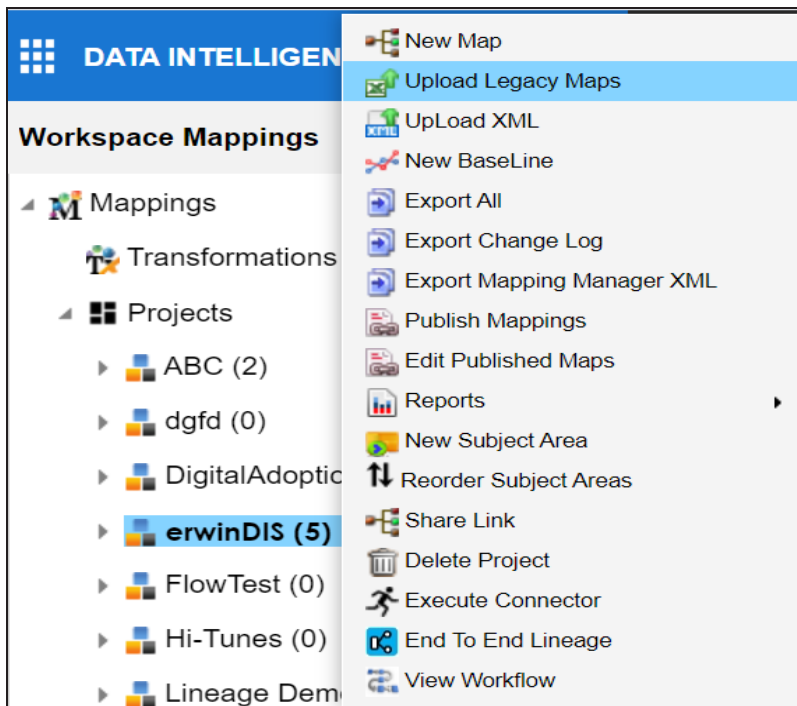 DATA INTELLIGEN
Workspace Mappings
Mappings
Transformations
Projects
ABC (2)
dgfd (0)
DigitalAdoptio
erwinDIS (5)
FlowTest (0)
Hi-Tunes (0)
Lineage Dem
New Map
Upload Legacy Maps
UpLoad XML
New BaseLine
Export All
Export Change Log
Export Mapping Manager XML
Publish Mappings
Edit Published Maps
Reports
New Subject Area
Reorder Subject Areas
Share Link
Delete Project
Execute Connector
End To End Lineage
View Workflow